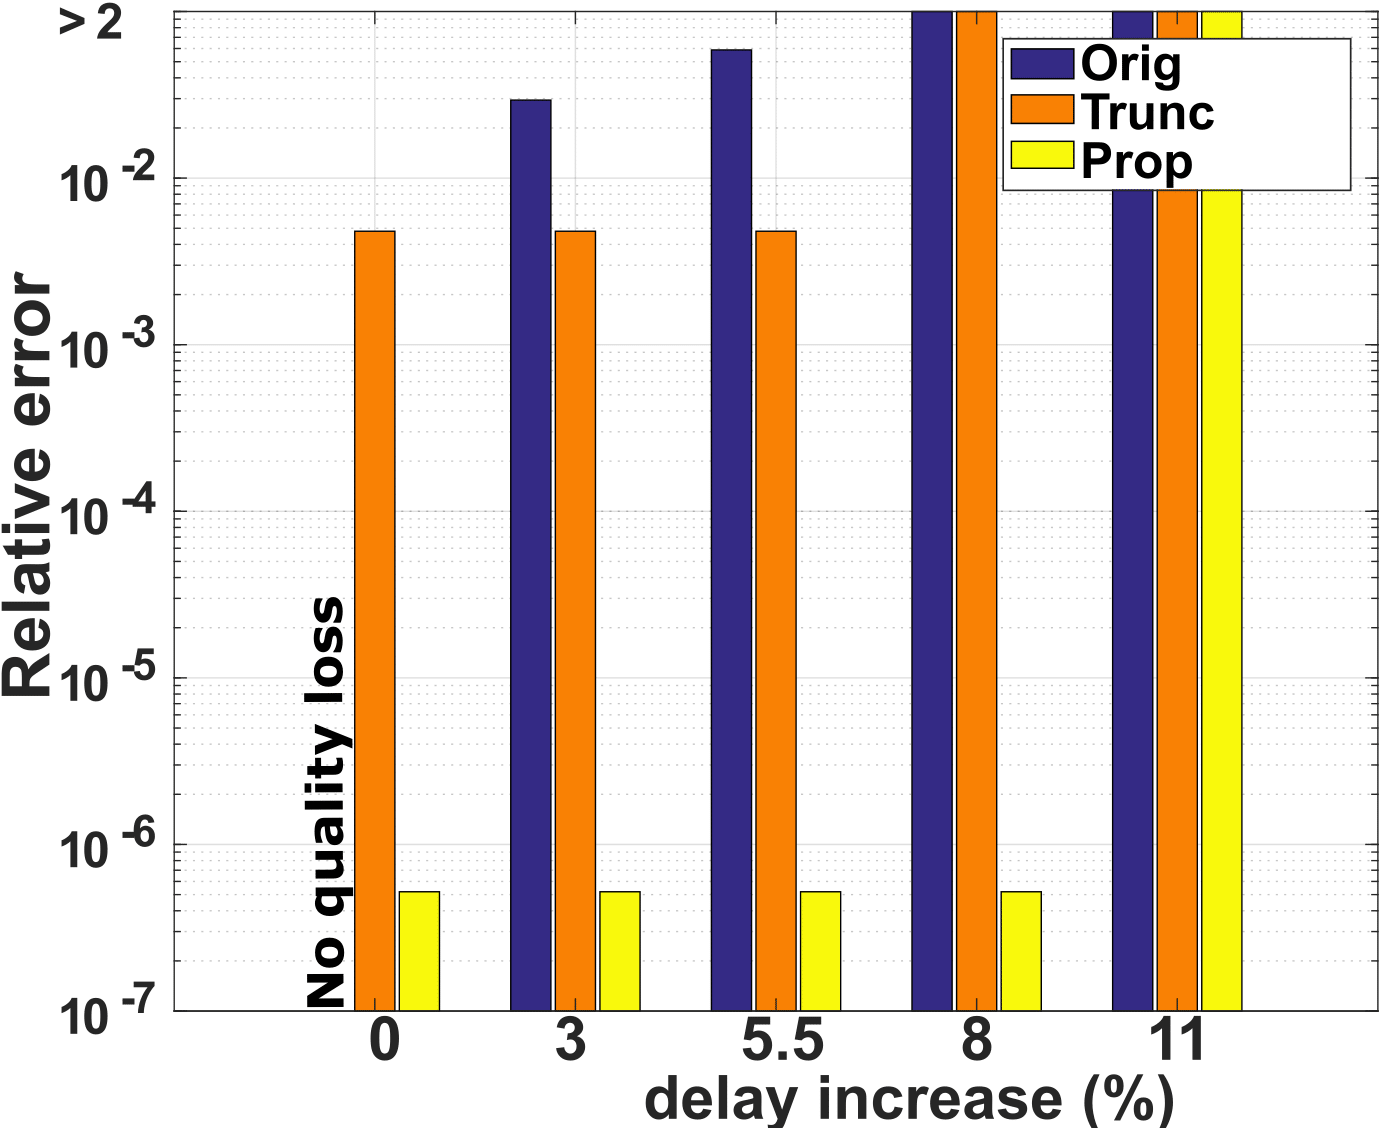 > 2
10 -2
10 -3
10 -4
10 -5
10 -6
10 -7
Relative error
No quality loss
Orig
Trunc
Prop
0 3 5.5 8 11
delay increase (%)